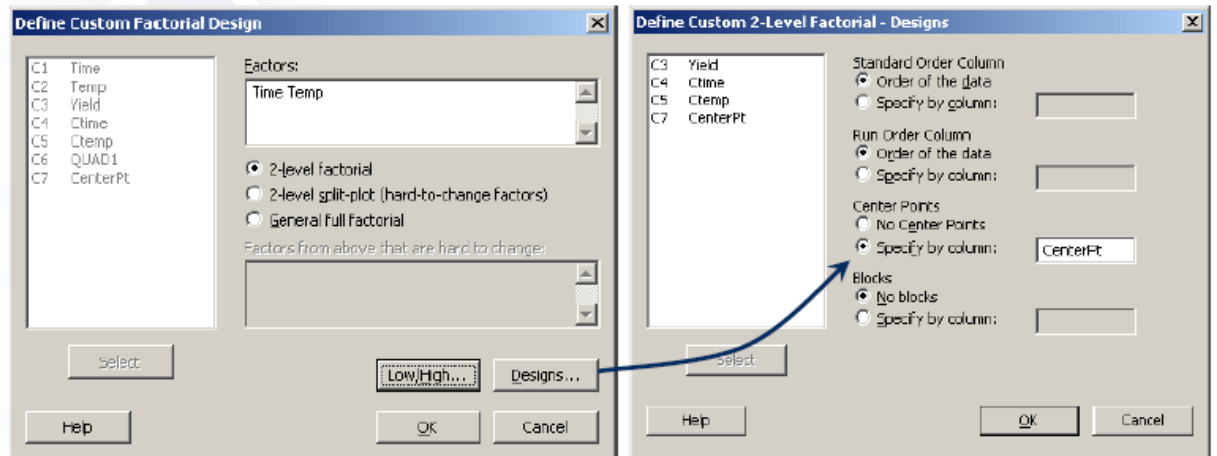 Define Custom Factorial Design
C1 Time
C2 Temp
C3 Yield
C4 Ctime
C5 Ctemp
C6 QUAD1
C7 CenterPt
Factors:
Time Temp
2-level factorial
2-level split-plot (hard-to-change factors)
General full factorial
Factors from above that are hard to change:
Select
Low/High...
Designs...
Help
OK
Cancel
Define Custom 2-Level Factorial - Designs
C3 Yield
C4 Ctime
C5 Ctemp
C7 CenterPt
Standard Order Column
Order of the data
Specify by column:
Run Order Column
Order of the data
Specify by column:
Center Points
No Center Points
Specify by column:
CenterPt
Blocks
No blocks
Specify by column:
Select
Help
OK
Cancel